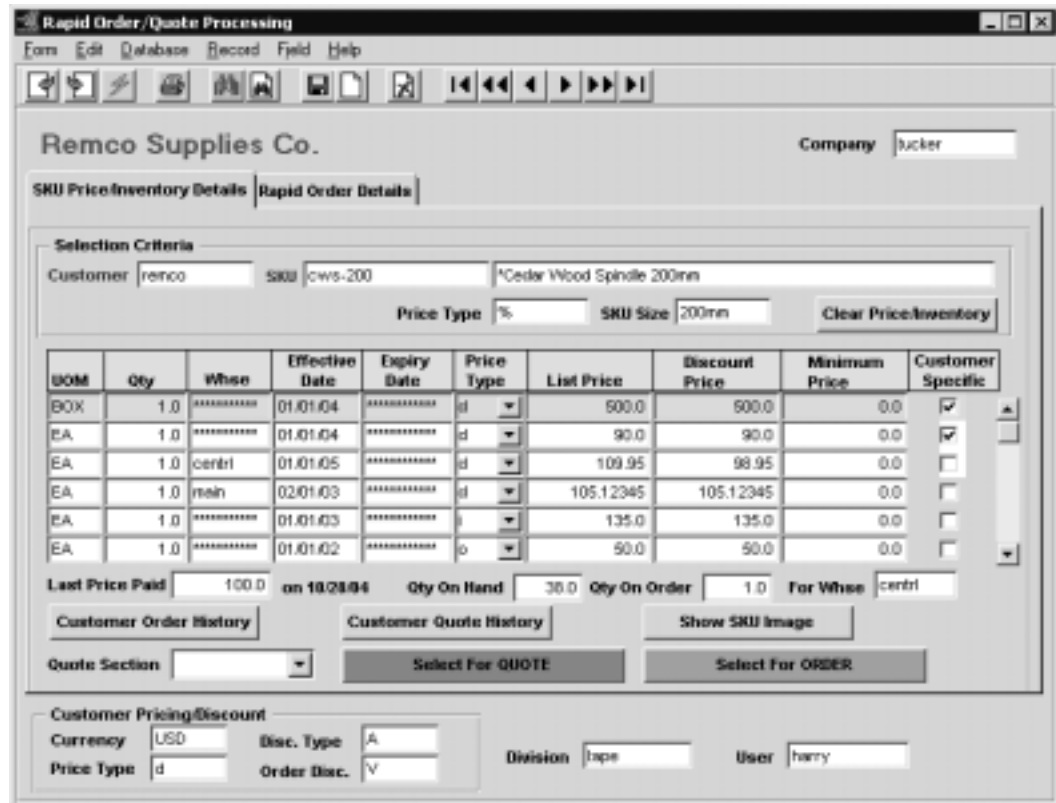 Rapid Order/Quote Processing
Form Edit Database Record Field Help
Remco Supplies Co.
Company tucker
SKU Price/Inventory Details Rapid Order Details
Selection Criteria
Customer remco SKU cws-200 *Cedar Wood Spindle 200mm
Price Type % SKU Size 200mm Clear Price/Inventory
UOM Qty Whse Effective Date Expiry Date Price Type List Price Discount Price Minimum Price Customer Specific
BOX 1.0 *********** 01/01/04 *********** d 500.0 500.0 0.0
EA 1.0 *********** 01/01/04 *********** d 90.0 90.0 0.0
EA 1.0 centrl 01/01/05 *********** d 109.95 98.95 0.0
EA 1.0 main 02/01/03 *********** d 105.12345 105.12345 0.0
EA 1.0 *********** 01/01/03 *********** i 135.0 135.0 0.0
EA 1.0 *********** 01/01/02 *********** o 50.0 50.0 0.0
Last Price Paid 100.0 on 10/28/04 Qty On Hand 38.0 Qty On Order 1.0 For Whse centrl
Customer Order History Customer Quote History Show SKU Image
Quote Section Select For QUOTE Select For ORDER
Customer Pricing/Discount
Currency USD Disc. Type A
Price Type d Order Disc. V
Division tape User harry